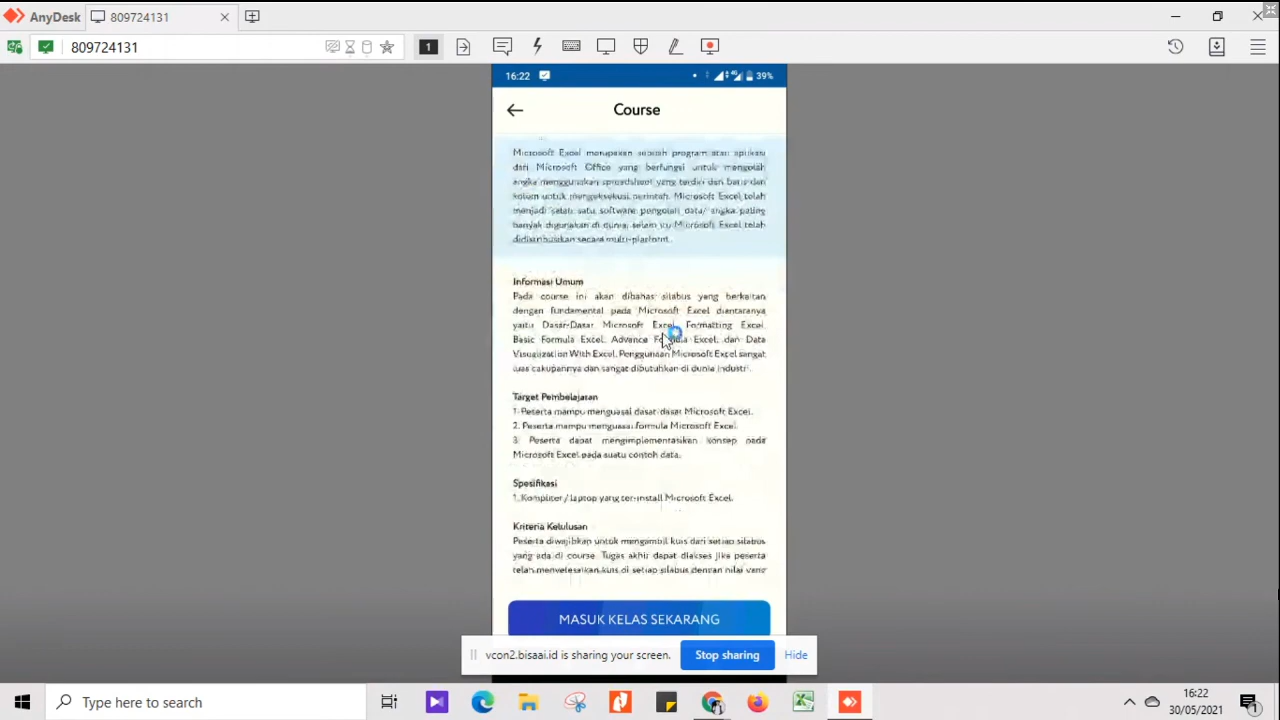 AnyDesk
809724131
809724131
1
16:22
39%
Course
Microsoft Excel merupakan sebuah program atau aplikasi
dari Microsoft Office yang berfungsi untuk mengolah
angka menggunakan spreadsheet yang terdiri dari baris dan
kolom untuk mengeksekusi perintah. Microsoft Excel telah
menjadi salah satu software pengolah data/ angka paling
banyak digunakan di dunia, selain itu Microsoft Excel telah
didistribusikan secara multi-platform.
Informasi Umum
Pada course ini akan dibahas silabus yang berkaitan
dengan fundamental pada Microsoft Excel diantaranya
yaitu Dasar-Dasar Microsoft Excel, Formatting Excel,
Basic Formula Excel, Advance Formula Excel, dan Data
Visualization With Excel. Penggunaan Microsoft Excel sangat
luas cakupannya dan sangat dibutuhkan di dunia industri.
Target Pembelajaran
1. Peserta mampu menguasai dasar-dasar Microsoft Excel.
2. Peserta mampu menguasai formula Microsoft Excel.
3. Peserta dapat mengimplementasikan konsep pada
Microsoft Excel pada suatu contoh data.
Spesifikasi
1. Komputer / laptop yang ter-install Microsoft Excel.
Kriteria Kelulusan
Peserta diwajibkan untuk mengambil kuis dari setiap silabus
yang ada di course. Tugas akhir dapat diakses jika peserta
telah menyelesaikan kuis di setiap silabus dengan nilai yang
MASUK KELAS SEKARANG
vcon2.bisaai.id is sharing your screen.
Stop sharing
Hide
Type here to search
16:22
30/05/2021